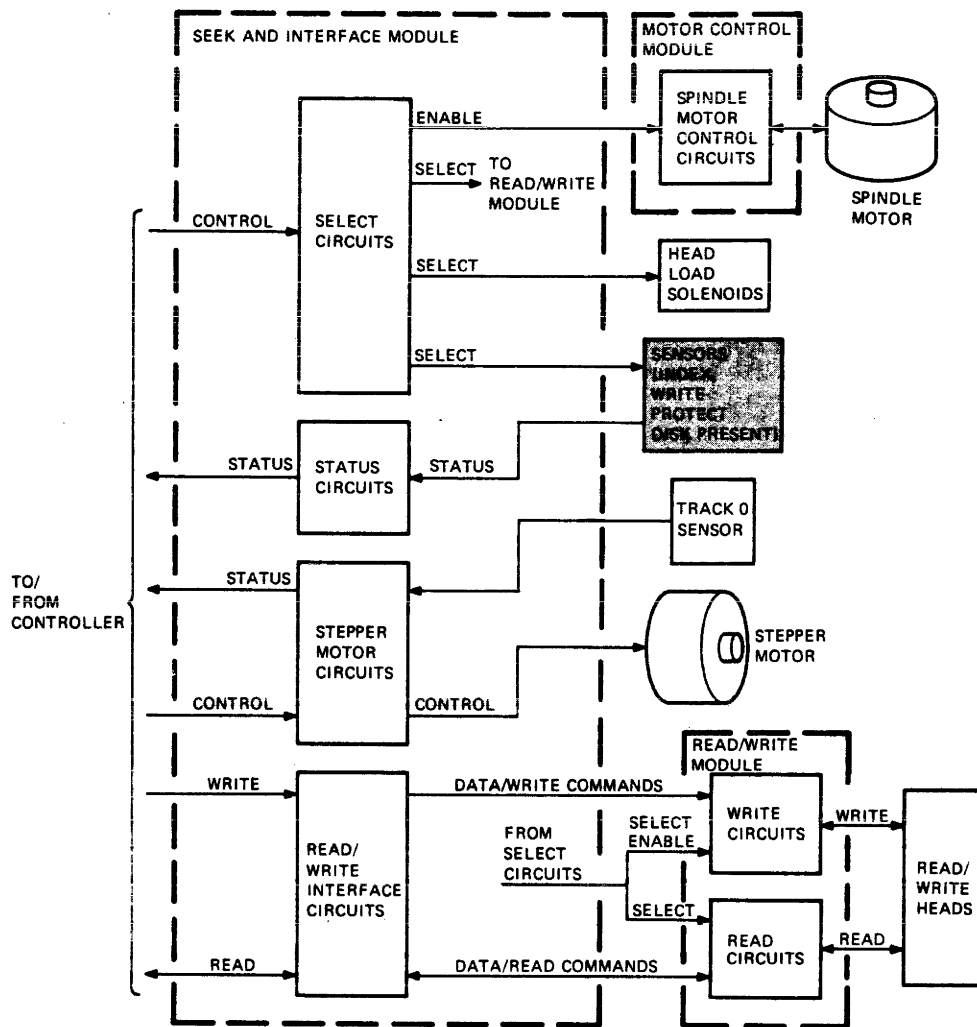 SEEK AND INTERFACE MODULE
MOTOR CONTROL
MODULE
ENABLE
SPINDLE
MOTOR
CONTROL
CIRCUITS
SPINDLE
MOTOR
SELECT
TO
READ/WRITE
MODULE
CONTROL
SELECT
CIRCUITS
SELECT
HEAD
LOAD
SOLENOIDS
SELECT
SENSORS
(INDEX,
WRITE
PROTECT
DISK PRESENT)
STATUS
STATUS
CIRCUITS
STATUS
TRACK 0
SENSOR
STATUS
TO/
FROM
CONTROLLER
STEPPER
MOTOR
CIRCUITS
STEPPER
MOTOR
CONTROL
CONTROL
READ/WRITE
MODULE
WRITE
DATA/WRITE COMMANDS
WRITE
CIRCUITS
WRITE
FROM
SELECT
CIRCUITS
SELECT
ENABLE
READ/
WRITE
INTERFACE
CIRCUITS
READ/
WRITE
HEADS
SELECT
READ
CIRCUITS
READ
READ
DATA/READ COMMANDS